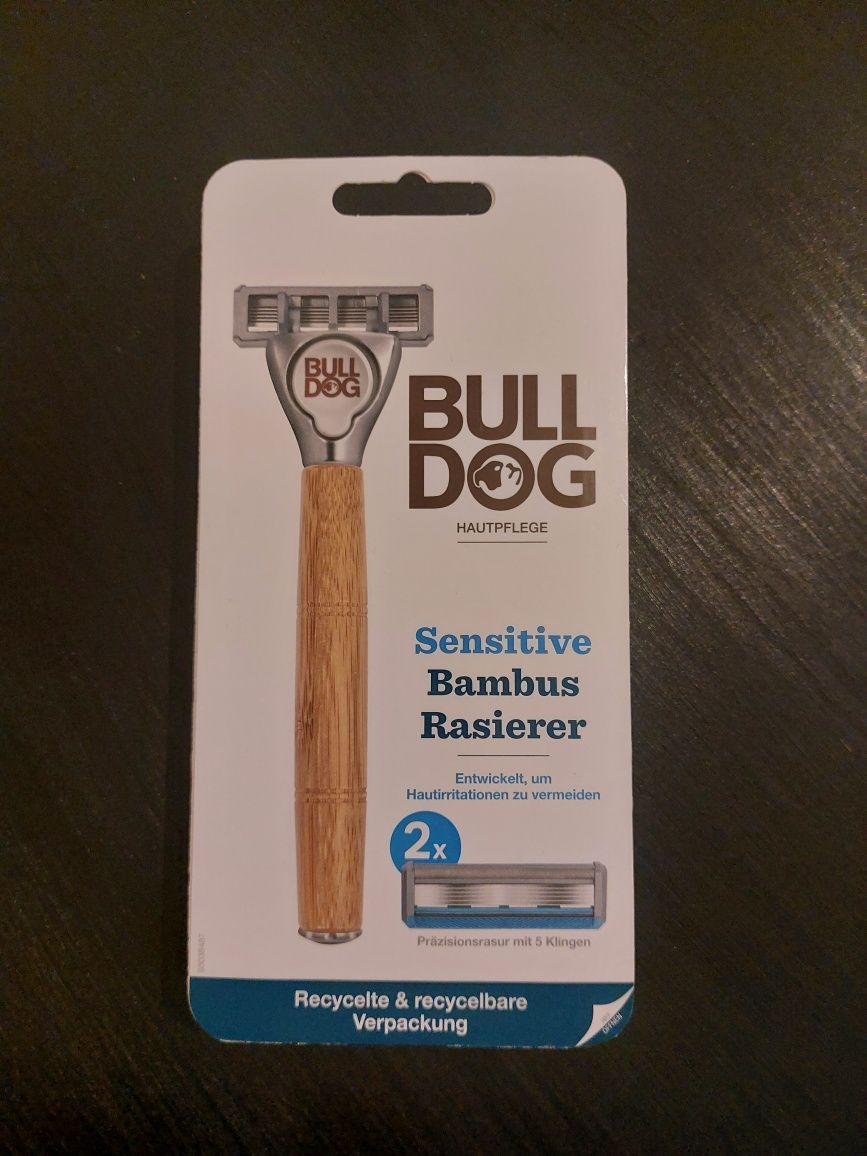 BULL
DOG
BULL
DOG
HAUTPFLEGE
Sensitive
Bambus
Rasierer
Entwickelt, um
Hautirritationen zu vermeiden
2x
Präzisionsrasur mit 5 Klingen
Recycelte & recycelbare
Verpackung
ÖFFNEN